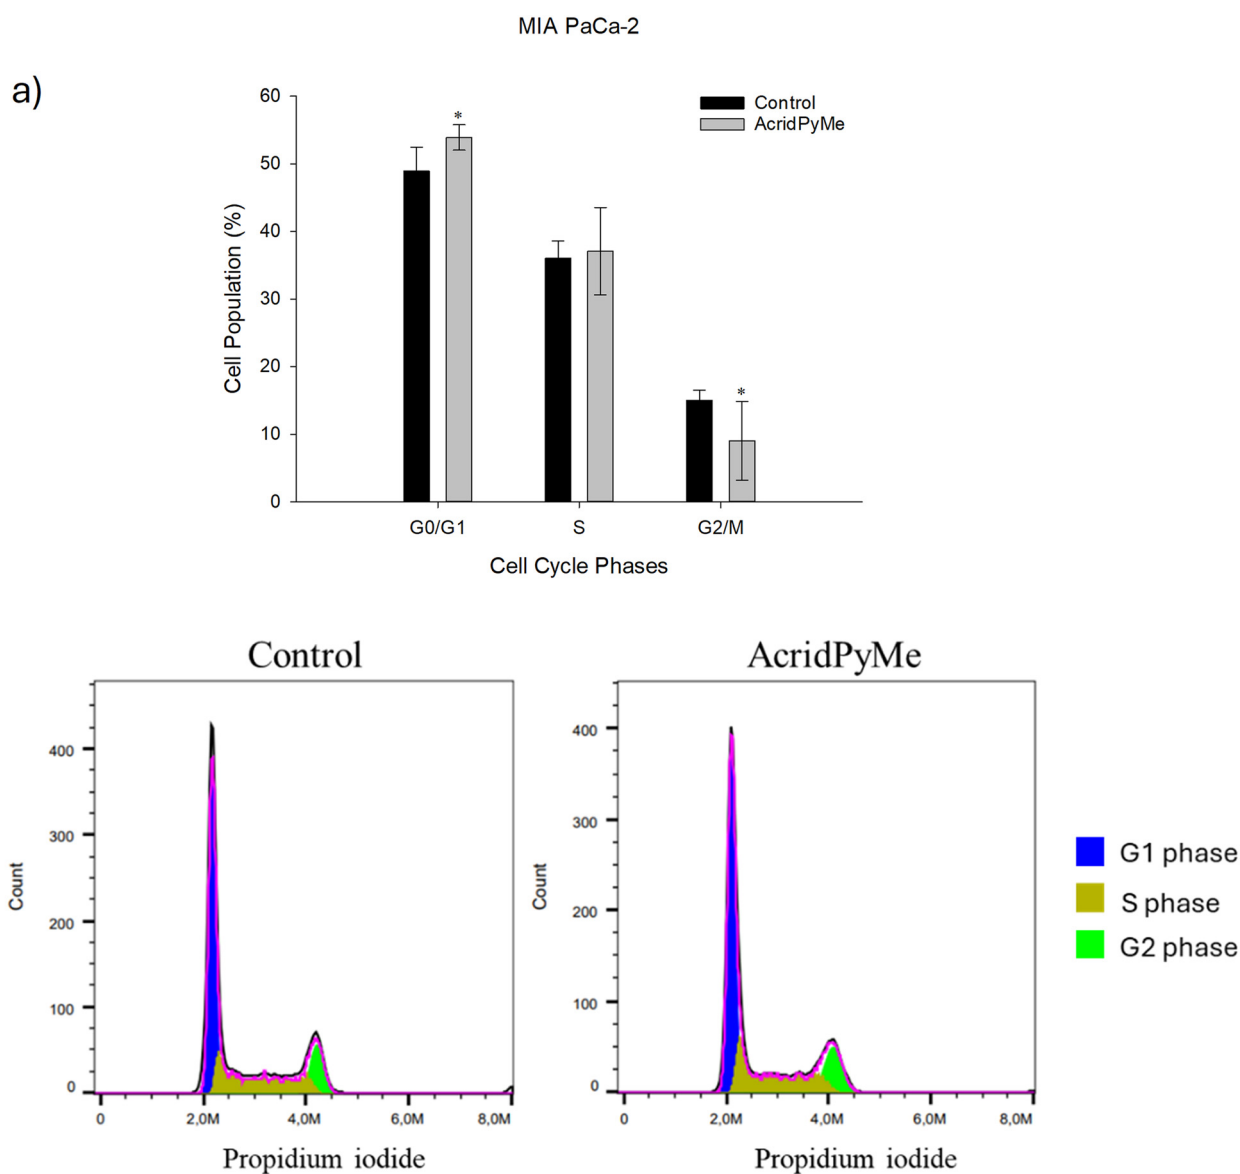 MIA PaCa-2
a)
Control
AcridPyMe
60
50
40
30
20
10
0
*
*
Cell Population (%)
G0/G1 S G2/M
Cell Cycle Phases
Control
400
300
200
100
0
Count
0 2,0M 4,0M 6,0M 8,0M
Propidium iodide
AcridPyMe
400
300
200
100
0
Count
0 2,0M 4,0M 6,0M 8,0M
Propidium iodide
G1 phase
S phase
G2 phase